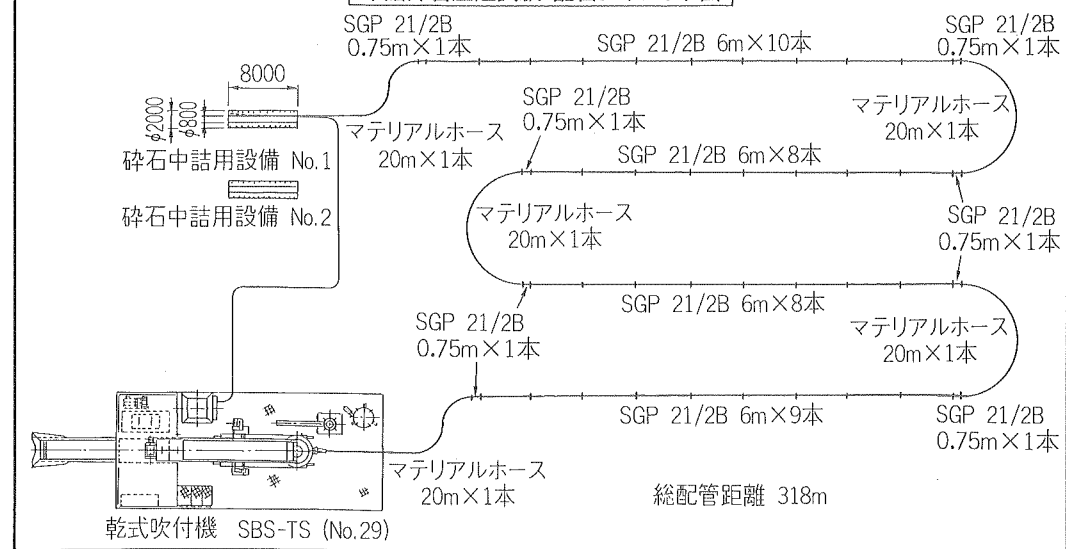 SGP 21/2B
0.75m×1本
SGP 21/2B 6m×10本
SGP 21/2B
0.75m×1本
8000
φ2000
φ800
SGP 21/2B
0.75m×1本
マテリアルホース
20m×1本
マテリアルホース
20m×1本
砕石中詰用設備 No.1
SGP 21/2B 6m×8本
砕石中詰用設備 No.2
マテリアルホース
20m×1本
SGP 21/2B
0.75m×1本
SGP 21/2B 6m×8本
SGP 21/2B
0.75m×1本
マテリアルホース
20m×1本
SGP 21/2B 6m×9本
SGP 21/2B
0.75m×1本
マテリアルホース
20m×1本
総配管距離 318m
乾式吹付機 SBS-TS (No.29)